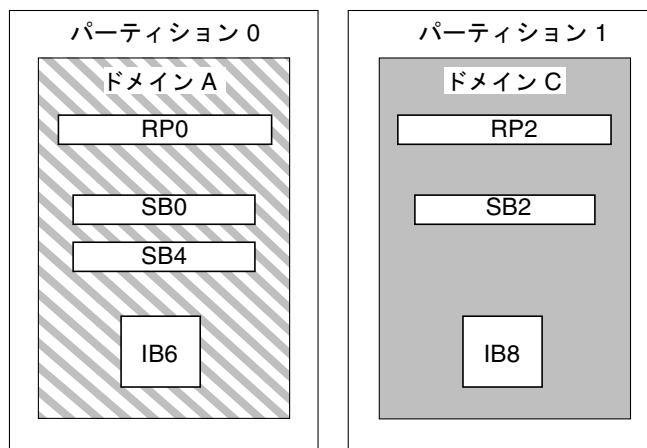 パーティション 0
ドメイン A
RP0
SB0
SB4
IB6
パーティション 1
ドメイン C
RP2
SB2
IB8